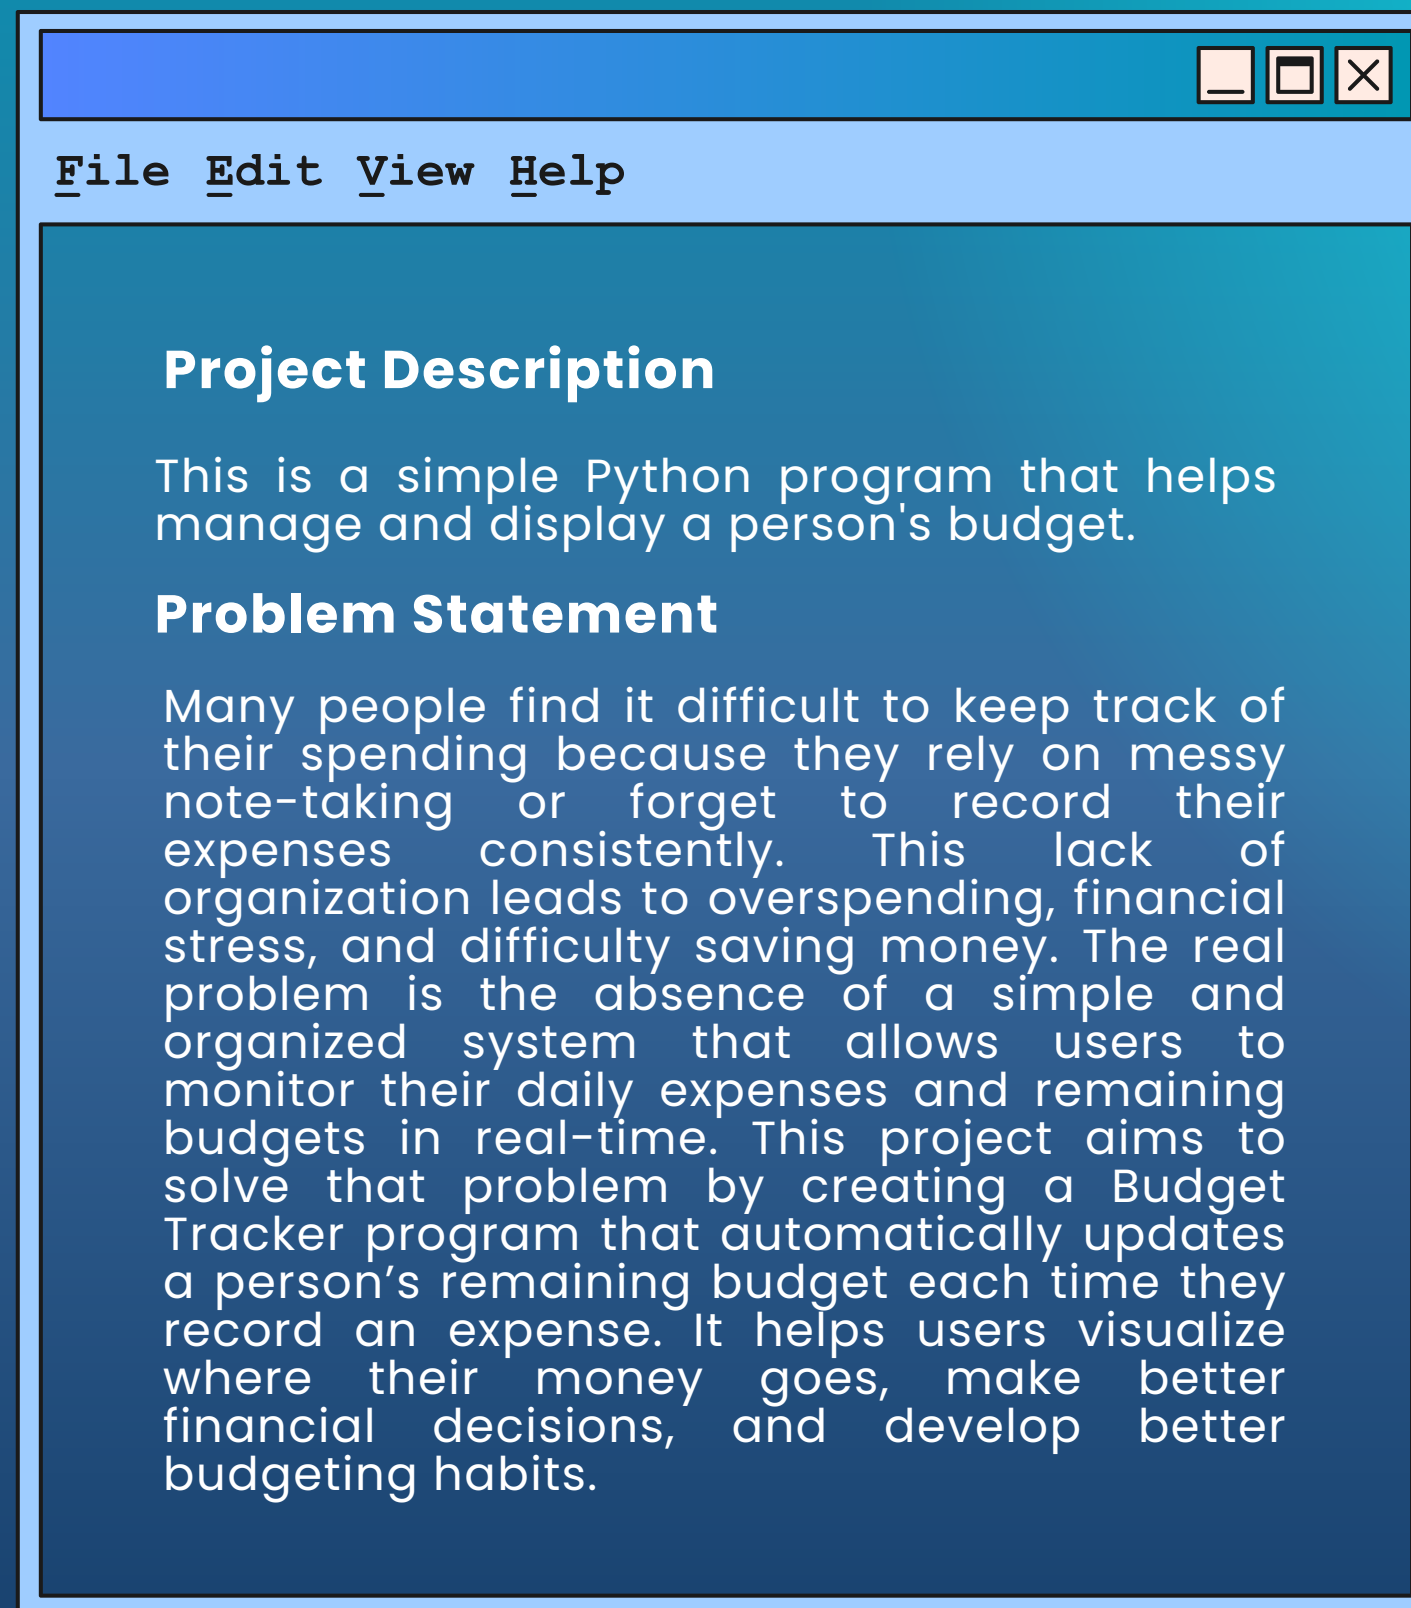 File Edit View Help
Project Description
This is a simple Python program that helps
manage and display a person's budget.
Problem Statement
Many people find it difficult to keep track of
their spending because they rely on messy
note-taking or forget to record their
expenses consistently. This lack of
organization leads to overspending, financial
stress, and difficulty saving money. The real
problem is the absence of a simple and
organized system that allows users to
monitor their daily expenses and remaining
budgets in real-time. This project aims to
solve that problem by creating a Budget
Tracker program that automatically updates
a person’s remaining budget each time they
record an expense. It helps users visualize
where their money goes, make better
financial decisions, and develop better
budgeting habits.